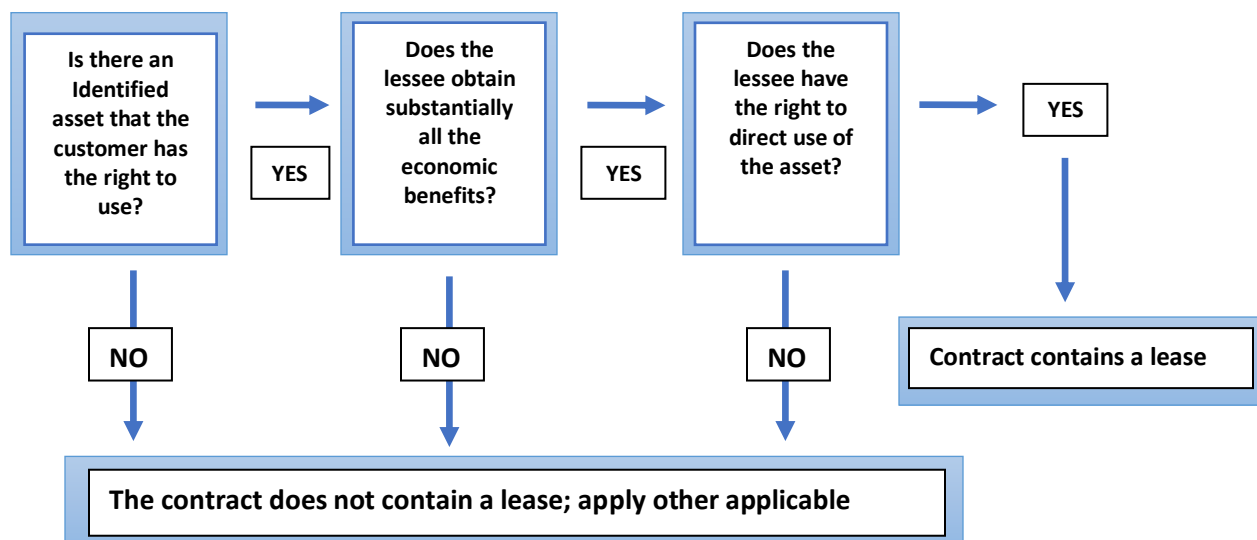 Is there an
Identified
asset that the
customer has
the right to
use?
YES
Does the
lessee obtain
substantially
all the
economic
benefits?
YES
Does the
lessee have
the right to
direct use of
the asset?
YES
NO
NO
NO
Contract contains a lease
The contract does not contain a lease; apply other applicable